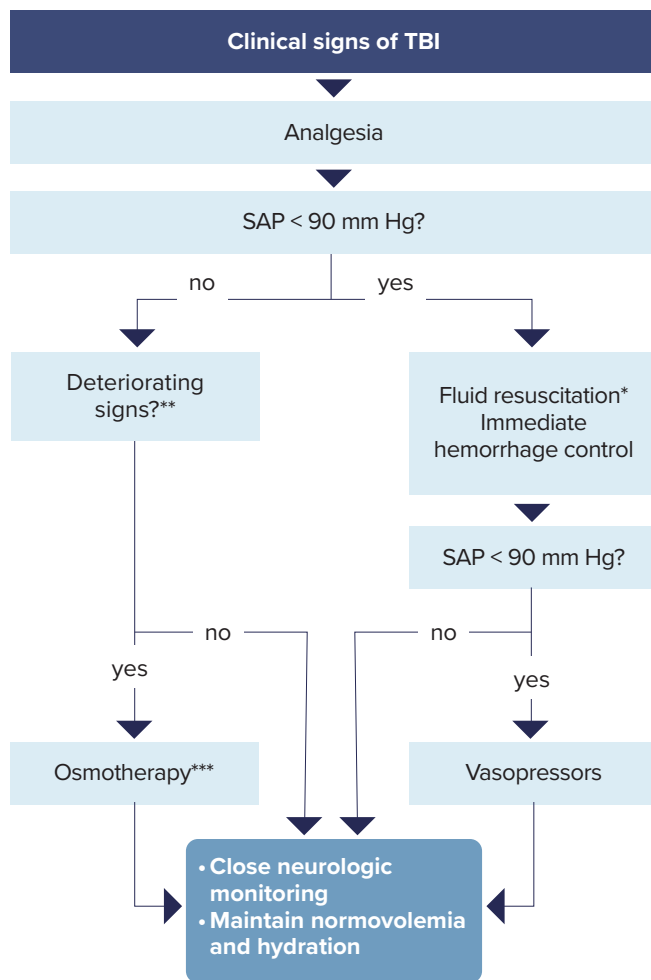 Clinical signs of TBI
Analgesia
SAP < 90 mm Hg?
no
yes
Deteriorating
signs?**
Fluid resuscitation*
Immediate
hemorrhage control
SAP < 90 mm Hg?
no
no
yes
yes
Osmotherapy***
Vasopressors
• Close neurologic
monitoring
• Maintain normovolemia
and hydration